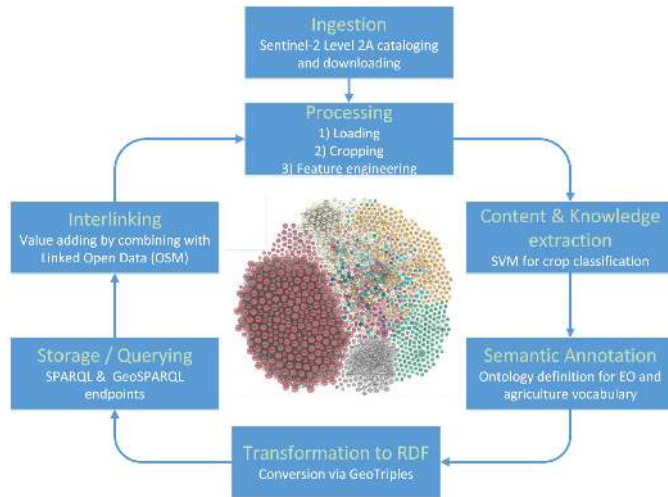 Ingestion
Sentinel-2 Level 2A cataloging
and downloading
Processing
1) Loading
2) Cropping
3) Feature engineering
Content & Knowledge
extraction
SVM for crop classification
Semantic Annotation
Ontology definition for EO and
agriculture vocabulary
Transformation to RDF
Conversion via GeoTriples
Storage / Querying
SPARQL & GeoSPARQL
endpoints
Interlinking
Value adding by combining with
Linked Open Data (OSM)